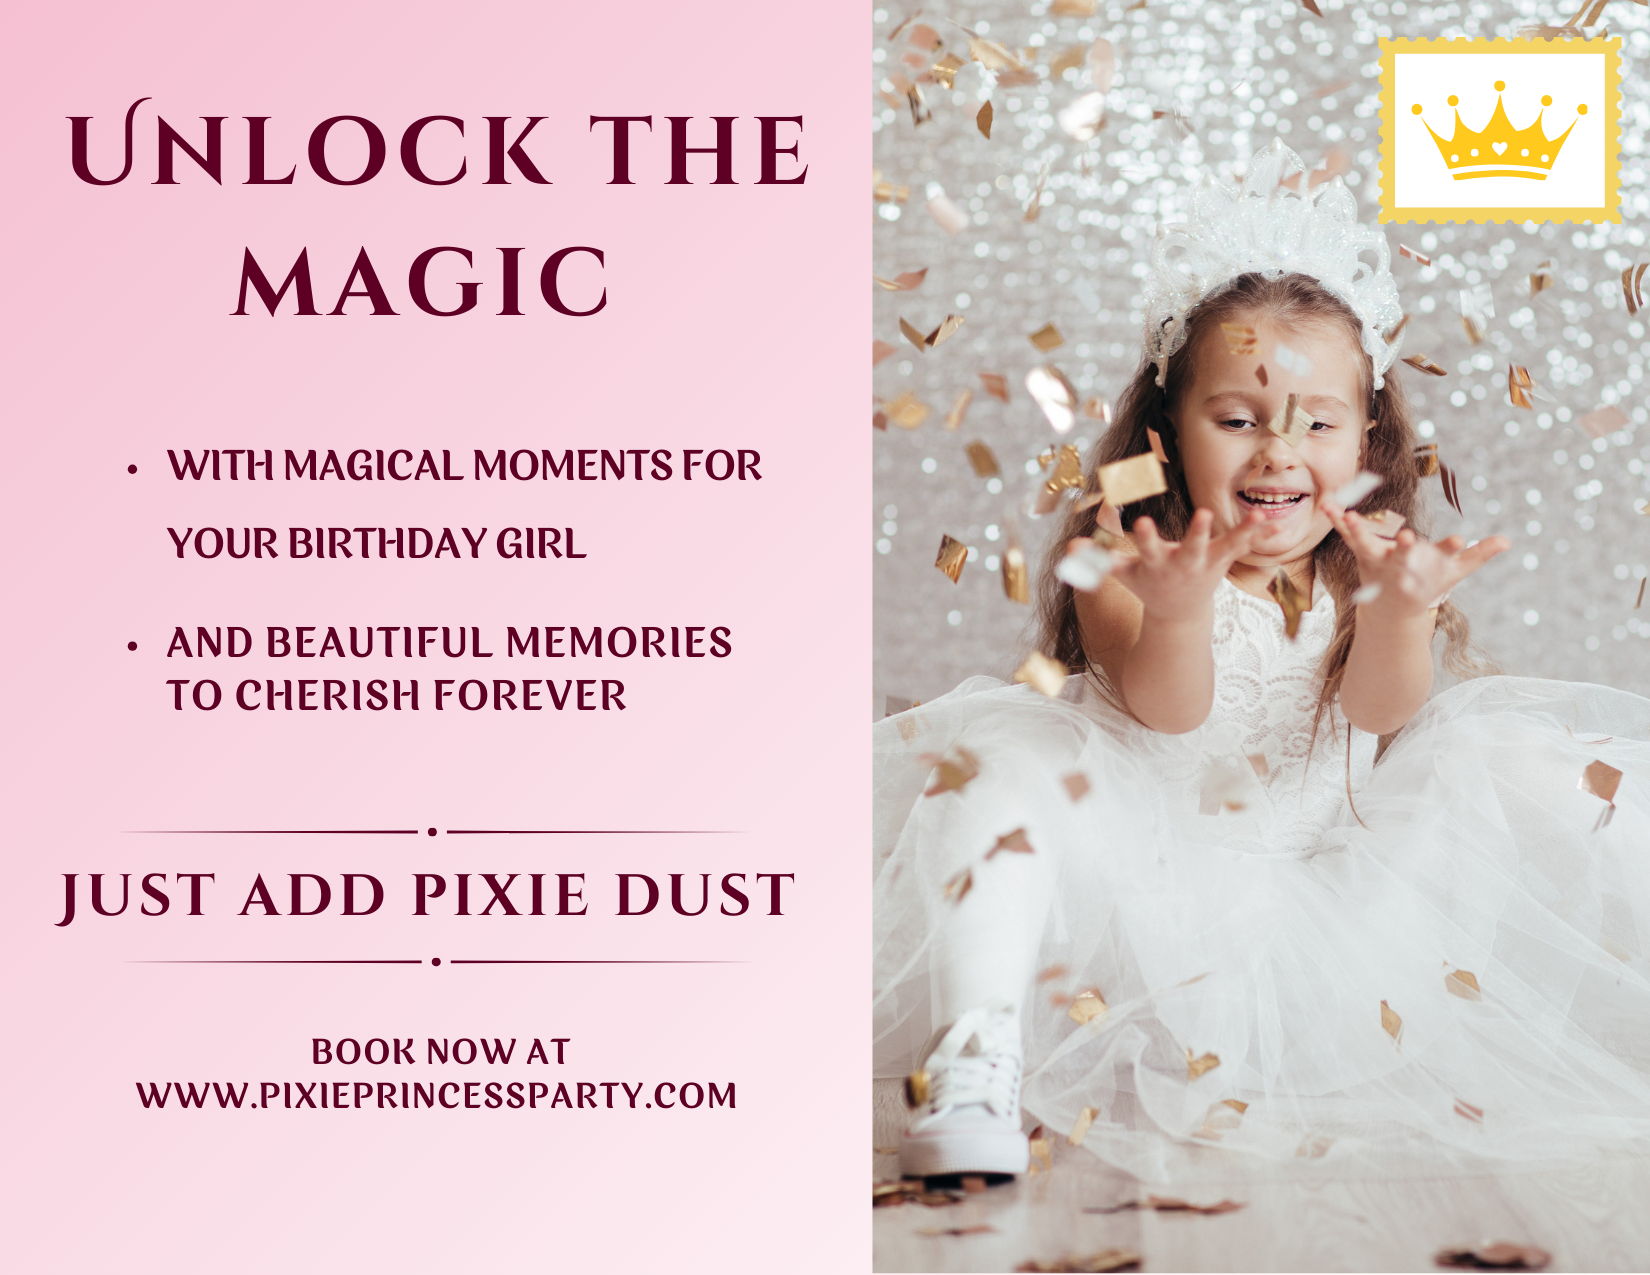 UNLOCK THE
MAGIC
• WITH MAGICAL MOMENTS FOR
YOUR BIRTHDAY GIRL
• AND BEAUTIFUL MEMORIES
TO CHERISH FOREVER
JUST ADD PIXIE DUST
BOOK NOW AT
WWW.PIXIEPRINCESSPARTY.COM